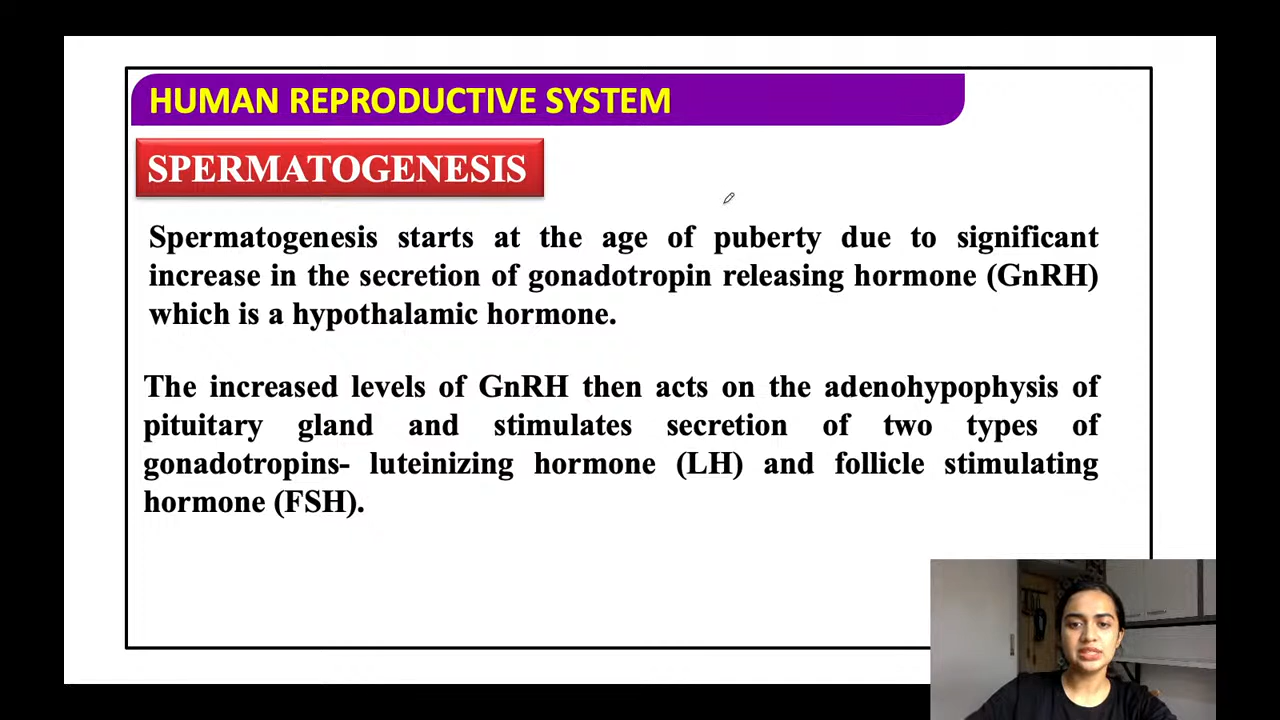 HUMAN REPRODUCTIVE SYSTEM
SPERMATOGENESIS
Spermatogenesis starts at the age of puberty due to significant
increase in the secretion of gonadotropin releasing hormone (GnRH)
which is a hypothalamic hormone.
The increased levels of GnRH then acts on the adenohypophysis of
pituitary gland and stimulates secretion of two types of
gonadotropins- luteinizing hormone (LH) and follicle stimulating
hormone (FSH).